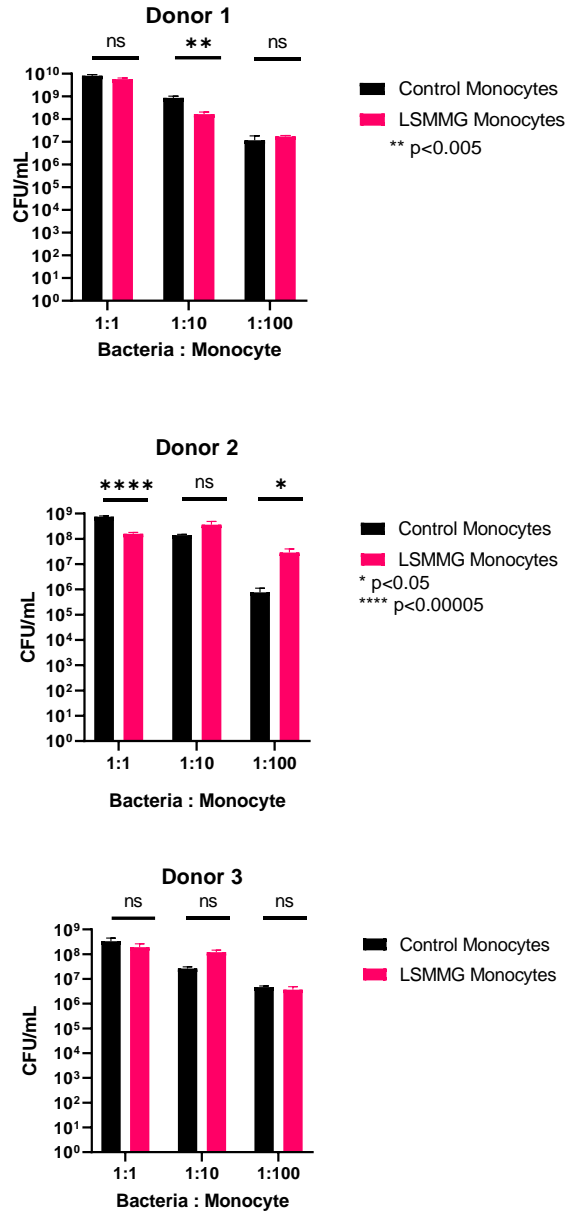 Donor 1
ns
**
ns
10¹⁰
10⁹
10⁸
10⁷
10⁶
10⁵
10⁴
10³
10²
10¹
10⁰
CFU/mL
1:1
1:10
1:100
Bacteria : Monocyte
Control Monocytes
LSMMG Monocytes
** p<0.005
Donor 2
****
ns
*
10⁹
10⁸
10⁷
10⁶
10⁵
10⁴
10³
10²
10¹
10⁰
CFU/mL
1:1
1:10
1:100
Bacteria : Monocyte
Control Monocytes
LSMMG Monocytes
* p<0.05
**** p<0.00005
Donor 3
ns
ns
ns
10⁹
10⁸
10⁷
10⁶
10⁵
10⁴
10³
10²
10¹
10⁰
CFU/mL
1:1
1:10
1:100
Bacteria : Monocyte
Control Monocytes
LSMMG Monocytes